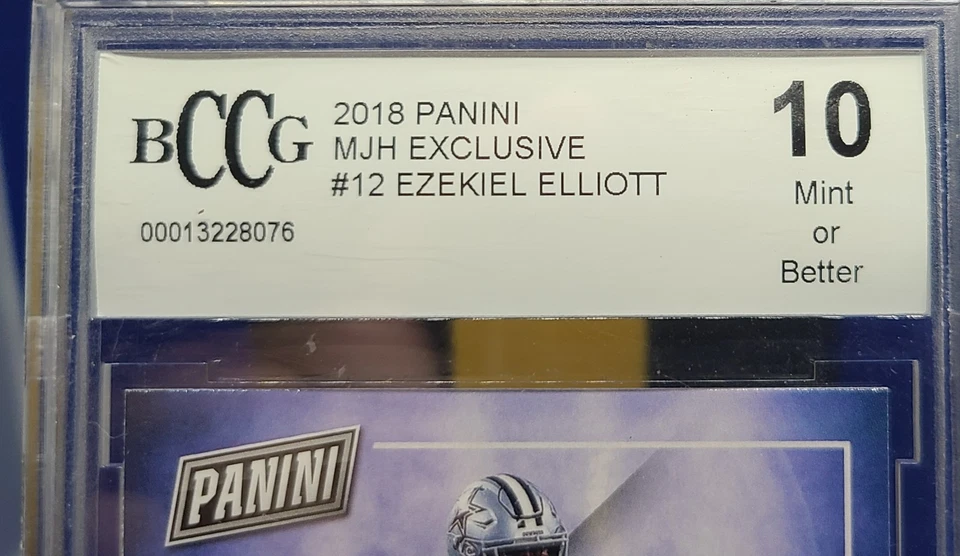 BCCG
2018 PANINI
MJH EXCLUSIVE
#12 EZEKIEL ELLIOTT
00013228076
10
Mint
or
Better
PANINI